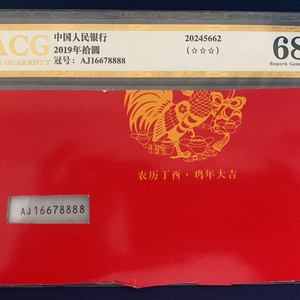 ACG
GUARANTY
中国人民银行
2019年拾圆
冠号: AJ16678888
20245662
(☆☆☆)
68
Superb Gem
农历丁酉·鸡年大吉
AJ16678888